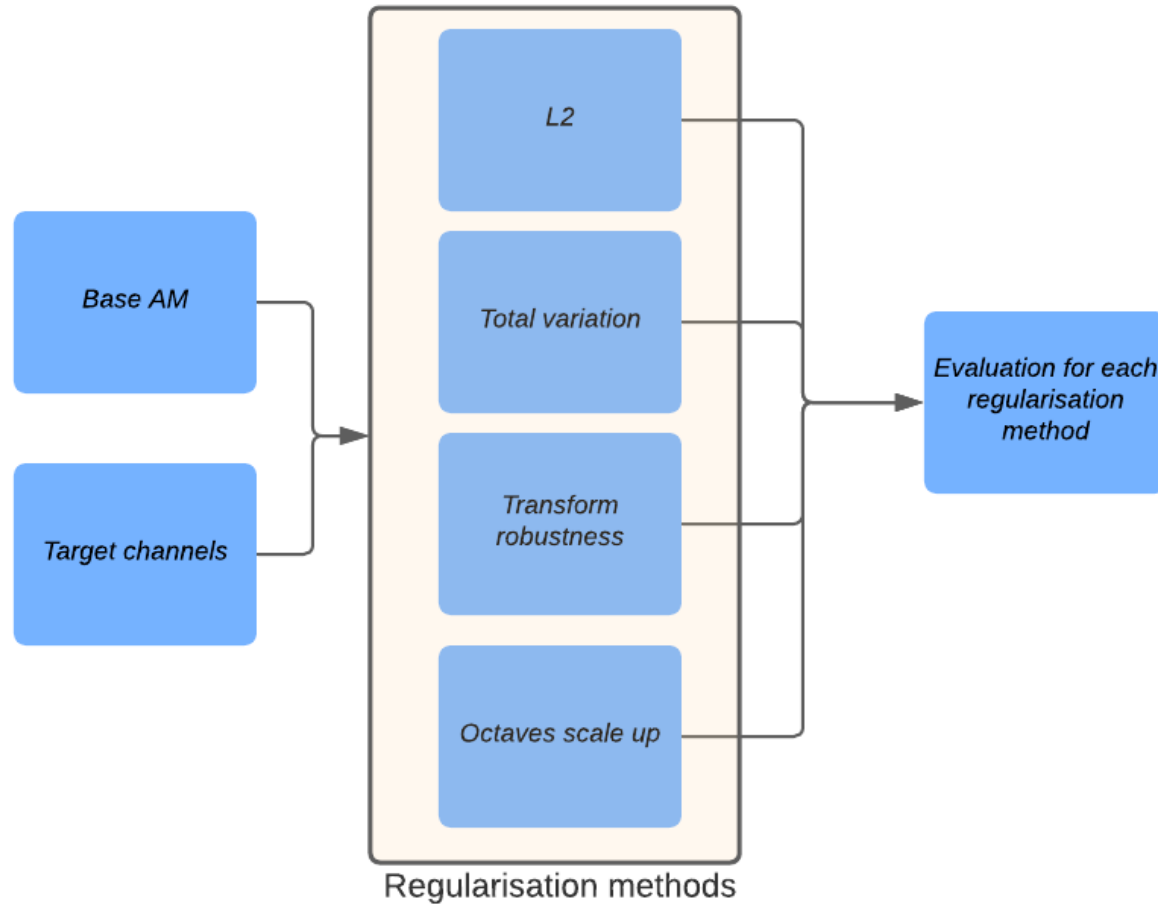 Base AM
Target channels
L2
Total variation
Transform
robustness
Octaves scale up
Regularisation methods
Evaluation for each
regularisation
method